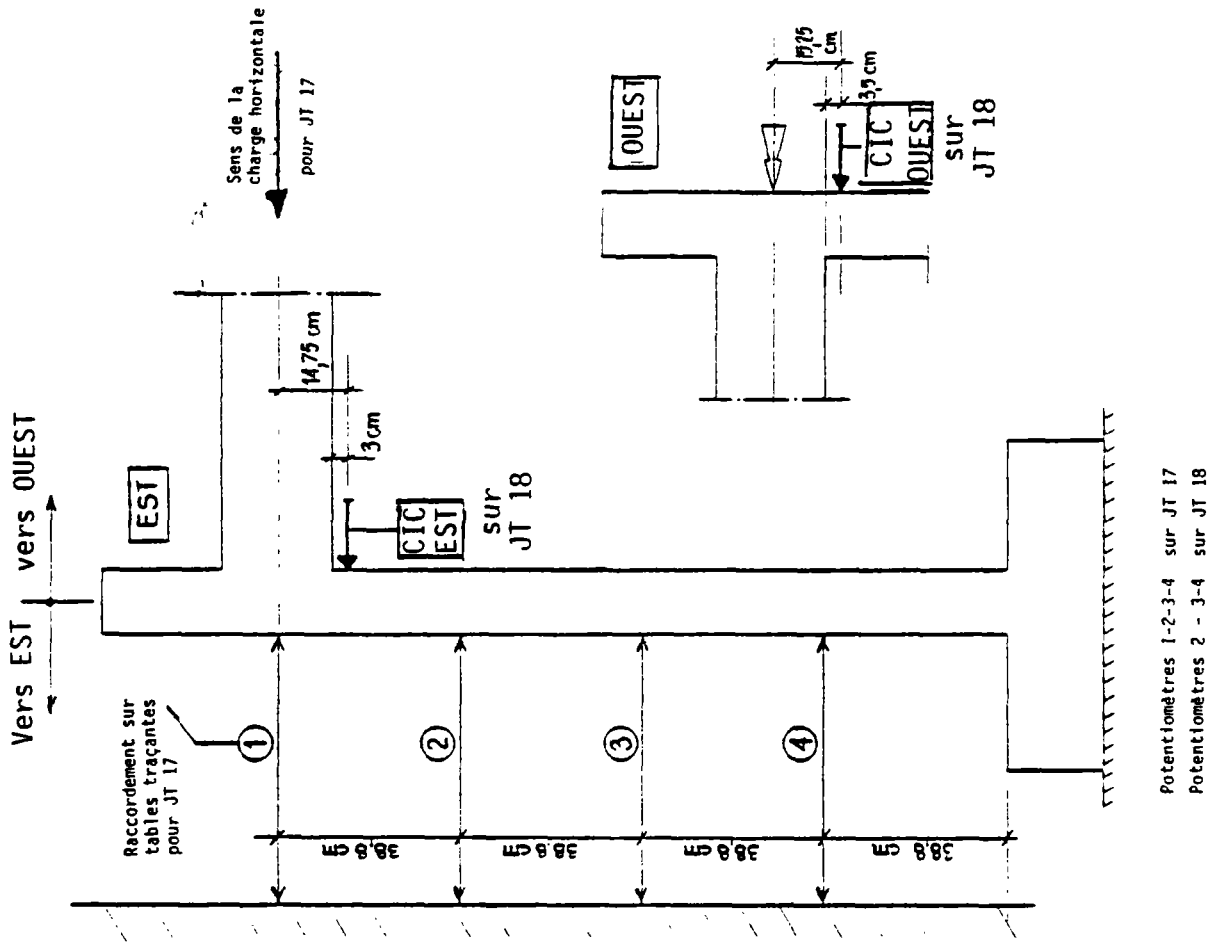 Vers EST vers OUEST
EST
Raccordement sur
tables traçantes
pour JT 17
Sens de la
charge horizontale
pour JT 17
14,75 cm
3 cm
CIC
EST
sur
JT 18
OUEST
15,25
cm
3,5 cm
CIC
OUEST
sur
JT 18
1
2
3
4
38,8 cm
38,8 cm
38,8 cm
38,8 cm
Potentiomètres 1-2-3-4 sur JT 17
Potentiomètres 2 - 3-4 sur JT 18